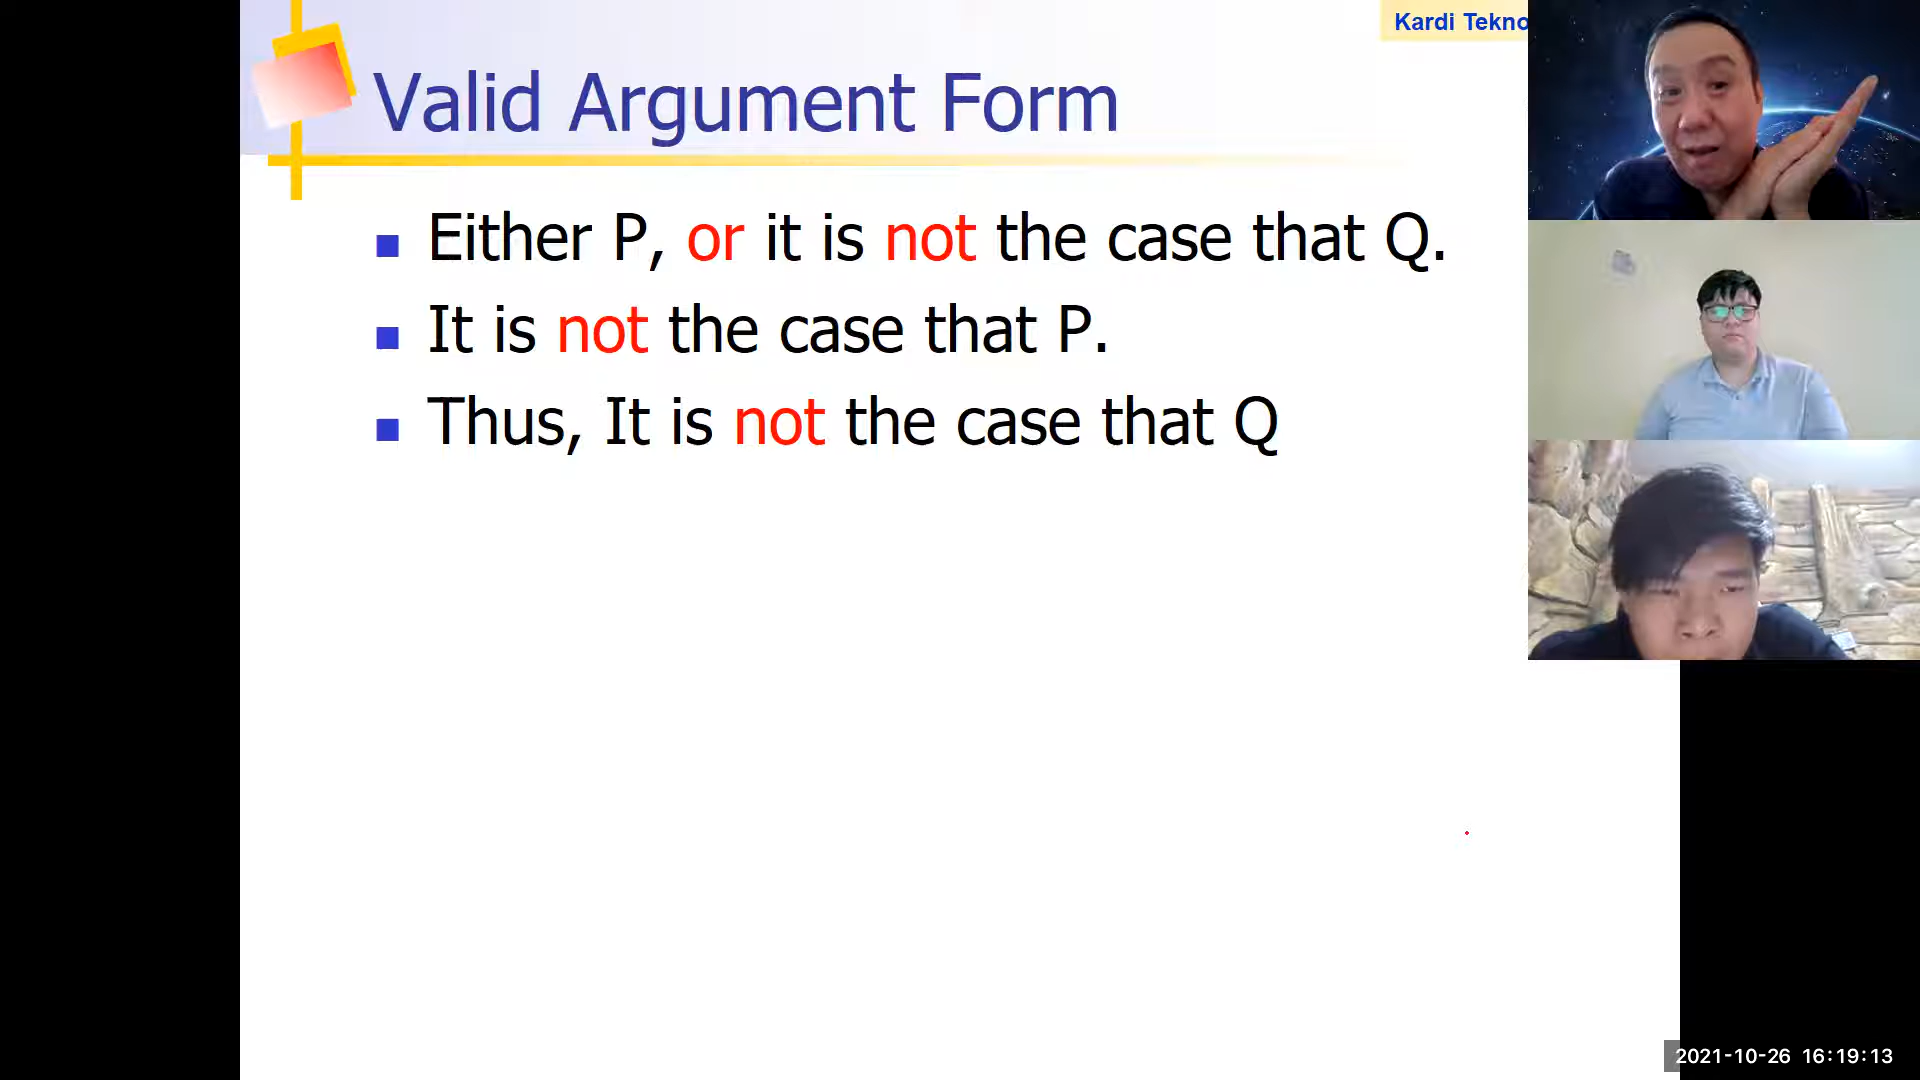 Kardi Tekno
Valid Argument Form
Either P, or it is not the case that Q.
It is not the case that P.
Thus, It is not the case that Q
2021-10-26 16:19:13